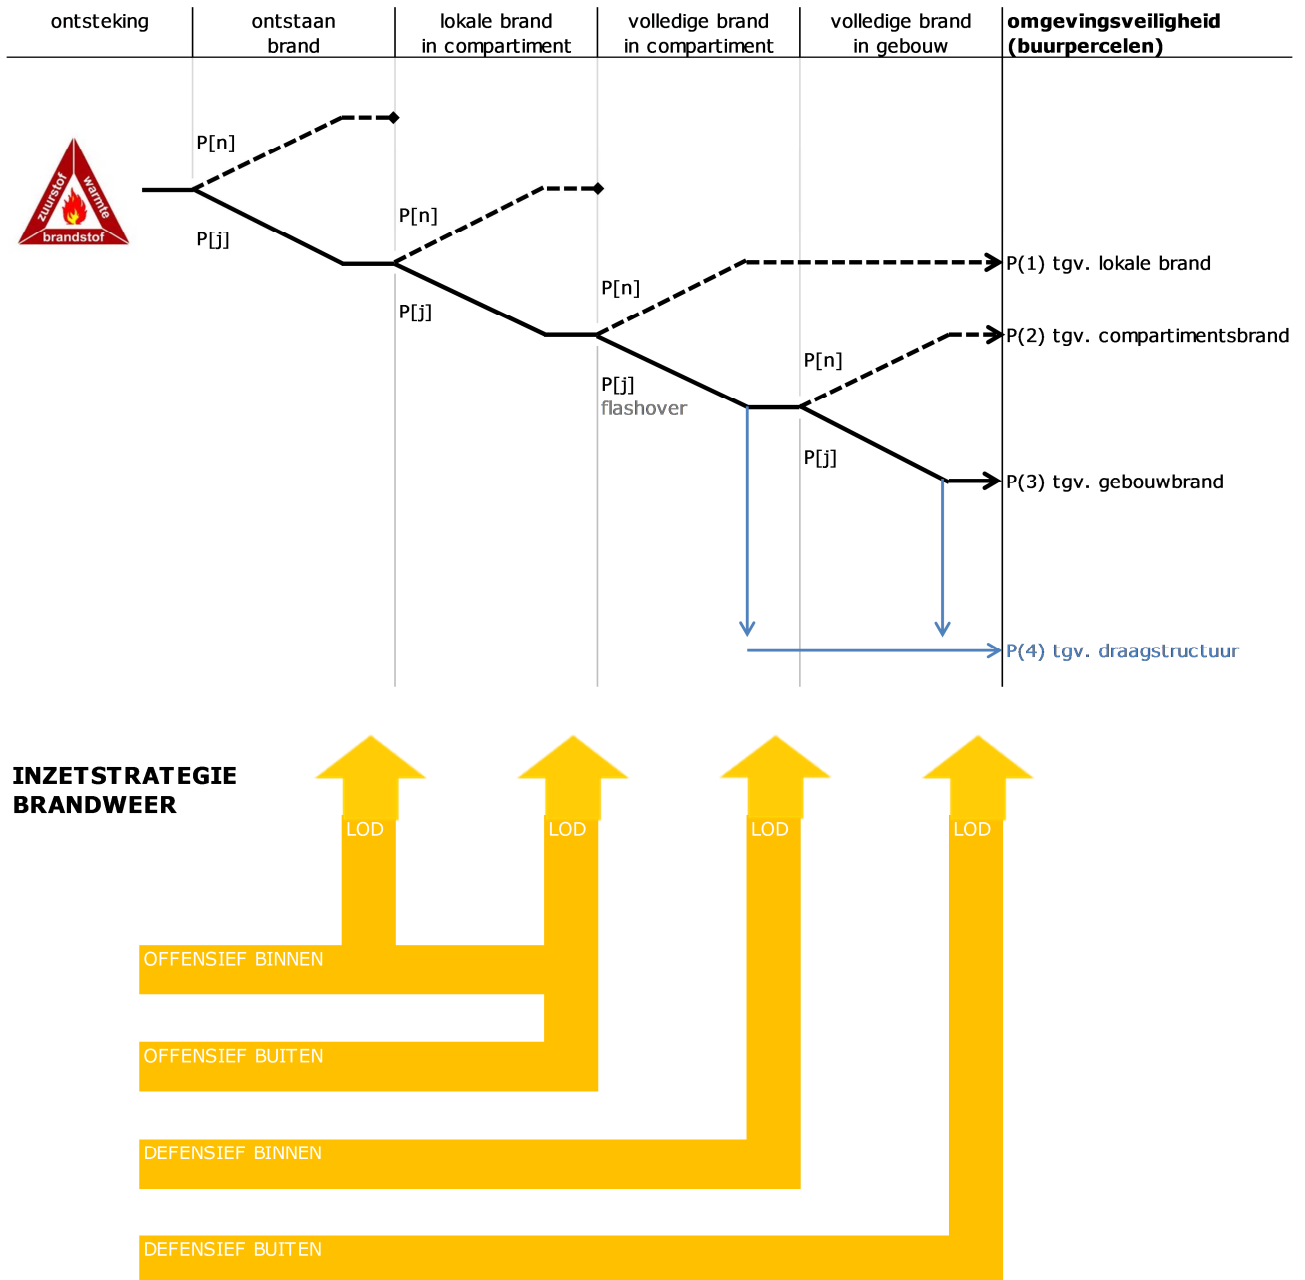 ontsteking
ontstaan
brand
lokale brand
in compartiment
volledige brand
in compartiment
volledige brand
in gebouw
omgevingsveiligheid
(buurpercelen)
P[n]
zuurstof
warmte
brandstof
P[j]
P[n]
P[j]
P[n]
P(1) tgv. lokale brand
P[j]
flashover
P[n]
P(2) tgv. compartimentsbrand
P[j]
P(3) tgv. gebouwbrand
P(4) tgv. draagstructuur
INZETSTRATEGIE
BRANDWEER
LOD
LOD
LOD
LOD
OFFENSIEF BINNEN
OFFENSIEF BUITEN
DEFENSIEF BINNEN
DEFENSIEF BUITEN